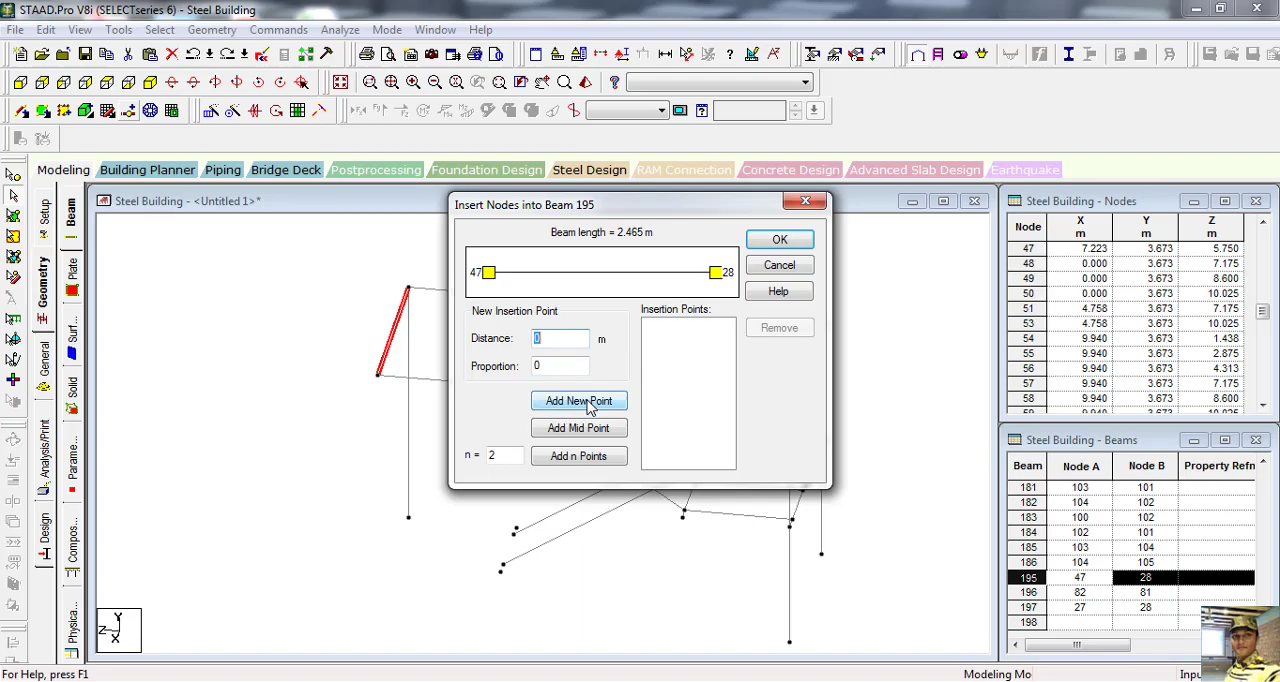 STAAD.Pro V8i (SELECTseries 6) - Steel Building
File Edit View Tools Select Geometry Commands Analyze Mode Window Help
Modeling Building Planner Piping Bridge Deck Postprocessing Foundation Design Steel Design RAM Connection Concrete Design Advanced Slab Design Earthquake
Setup
Geometry
General
Analysis/Print
Design
Beam
Plate
Surf...
Solid
Parame...
Compos...
Physica...
Steel Building - <Untitled 1>*
Y
Z
X
Insert Nodes into Beam 195
Beam length = 2.465 m
47 28
New Insertion Point
Distance: 0 m
Proportion: 0
Add New Point
Add Mid Point
n = 2 Add n Points
Insertion Points:
OK
Cancel
Help
Remove
Steel Building - Nodes
Node X m Y m Z m
47 7.223 3.673 5.750
48 0.000 3.673 7.175
49 0.000 3.673 8.600
50 0.000 3.673 10.025
51 4.758 3.673 7.175
53 4.758 3.673 10.025
54 9.940 3.673 1.438
55 9.940 3.673 2.875
56 9.940 3.673 4.313
57 9.940 3.673 7.175
58 9.940 3.673 8.600
59 9.940 3.673 10.025
Steel Building - Beams
Beam Node A Node B Property Refn
181 103 101
182 104 102
183 100 102
184 102 101
185 103 104
186 104 105
195 47 28
196 82 81
197 27 28
198
For Help, press F1
Modeling Mo
Inpu